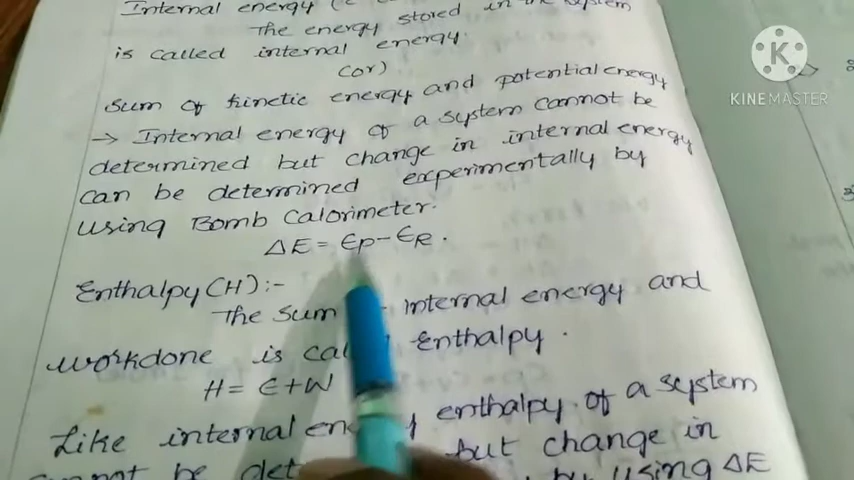 Internal energy (
The energy stored in the system
is called internal energy.
(or)
Sum of kinetic energy and potential energy
→ Internal energy of a system cannot be
determined but change in internal energy
can be determined experimentally by
using Bomb Calorimeter.
ΔE = EP - ER.
Enthalpy (H) :-
The sum internal energy and
workdone is enthalpy.
H = E + W
Like internal enthalpy of a system
be but change in
by using ΔE
KINEMASTER